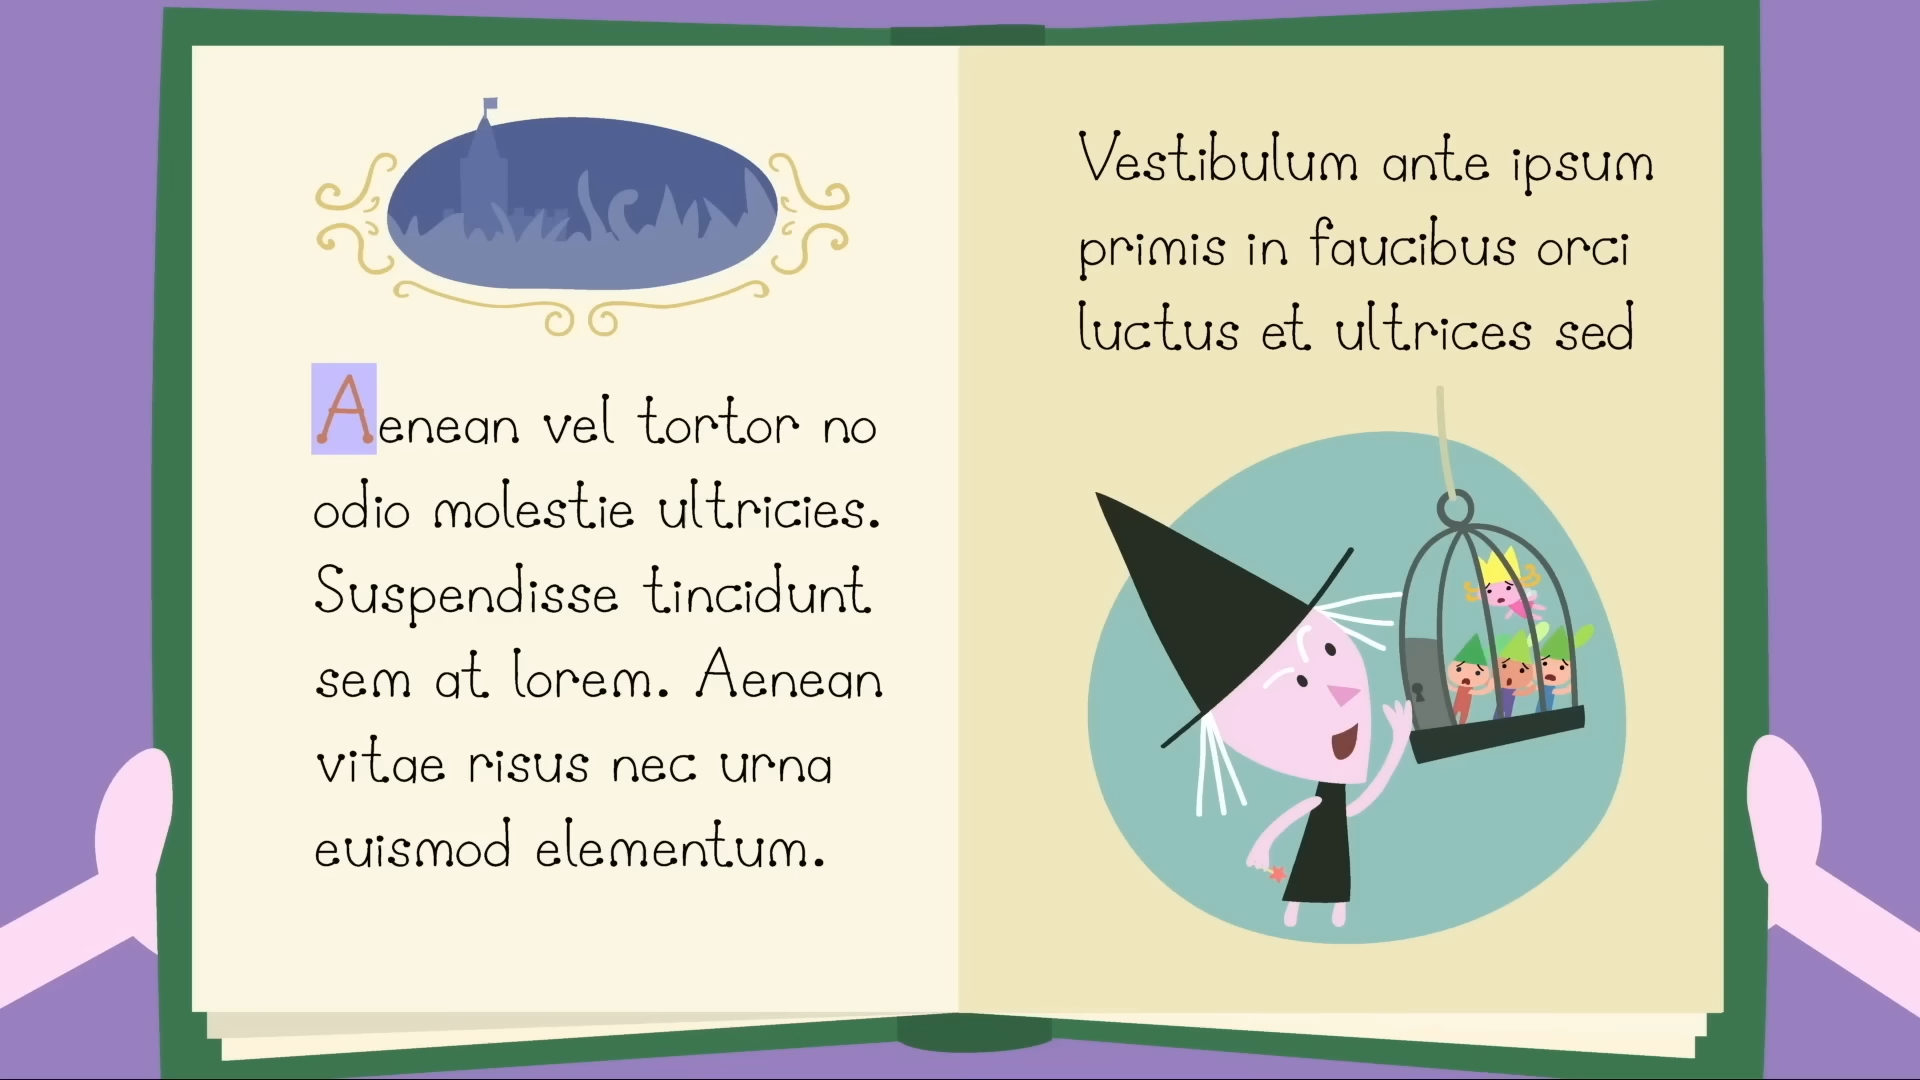 Aenean vel tortor no
odio molestie ultricies.
Suspendisse tincidunt
sem at lorem. Aenean
vitae risus nec urna
euismod elementum.
Vestibulum ante ipsum
primis in faucibus orci
luctus et ultrices sed